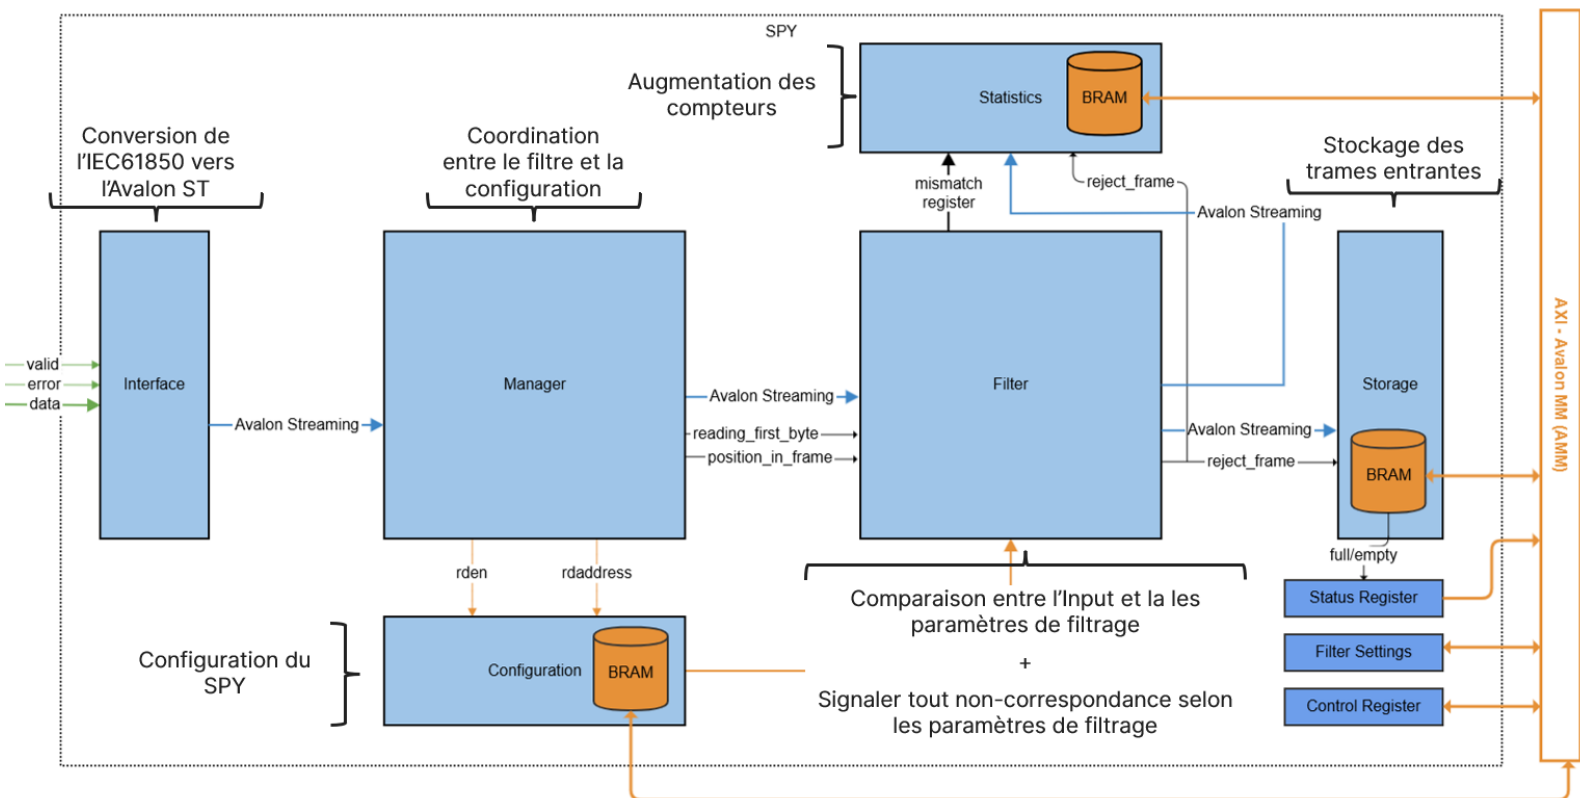 SPY
Augmentation des
compteurs
Statistics
BRAM
Conversion de
l'IEC61850 vers
l'Avalon ST
Coordination
entre le filtre et la
configuration
Stockage des
trames entrantes
mismatch
register
reject_frame
Avalon Streaming
valid
error
data
Interface
Avalon Streaming
Manager
Avalon Streaming
reading_first_byte
position_in_frame
Filter
Avalon Streaming
reject_frame
Storage
BRAM
AXI - Avalon MM (AMM)
full/empty
rden
rdaddress
Status Register
Filter Settings
Control Register
Comparaison entre l'Input et la les
paramètres de filtrage
+
Signaler tout non-correspondance selon
les paramètres de filtrage
Configuration du
SPY
Configuration
BRAM